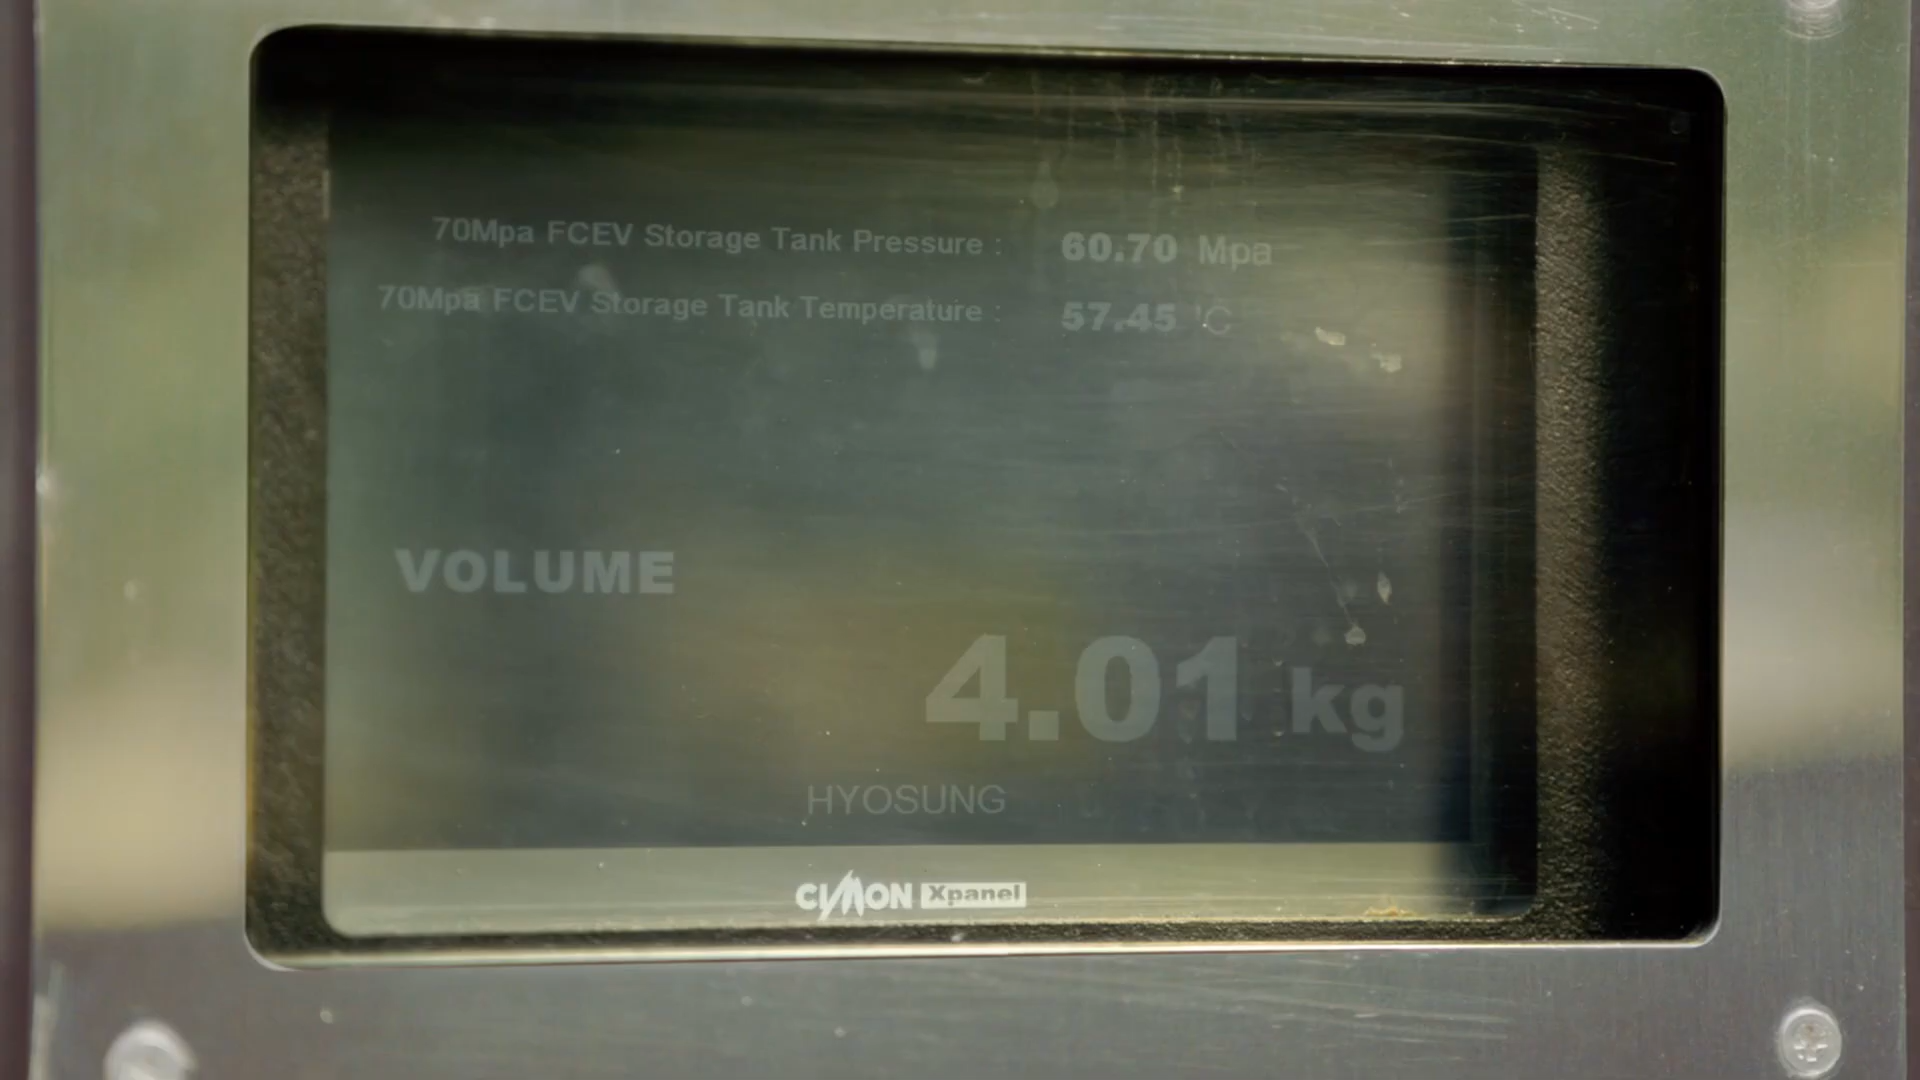 70Mpa FCEV Storage Tank Pressure : 60.70 Mpa
70Mpa FCEV Storage Tank Temperature : 57.45 'C
VOLUME
4.01 kg
HYOSUNG
CIMON Xpanel